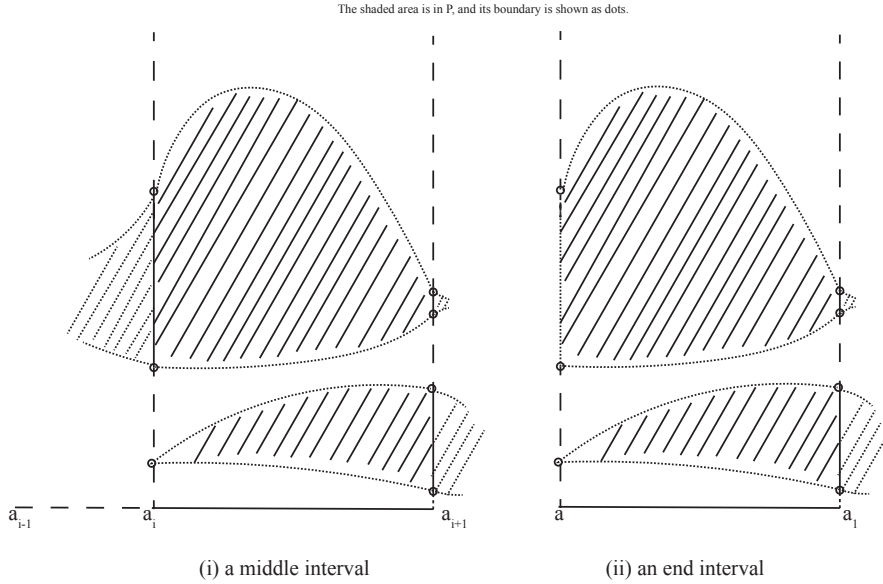 The shaded area is in P, and its boundary is shown as dots.
a_{i-1} a_i a_{i+1} a a_1
(i) a middle interval (ii) an end interval